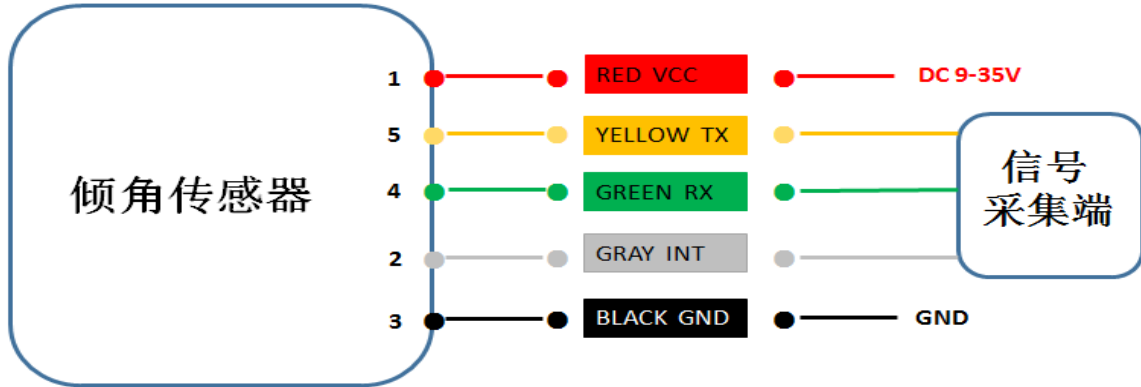 倾角传感器
1
RED VCC
DC 9-35V
5
YELLOW TX
4
GREEN RX
2
GRAY INT
3
BLACK GND
GND
信号
采集端